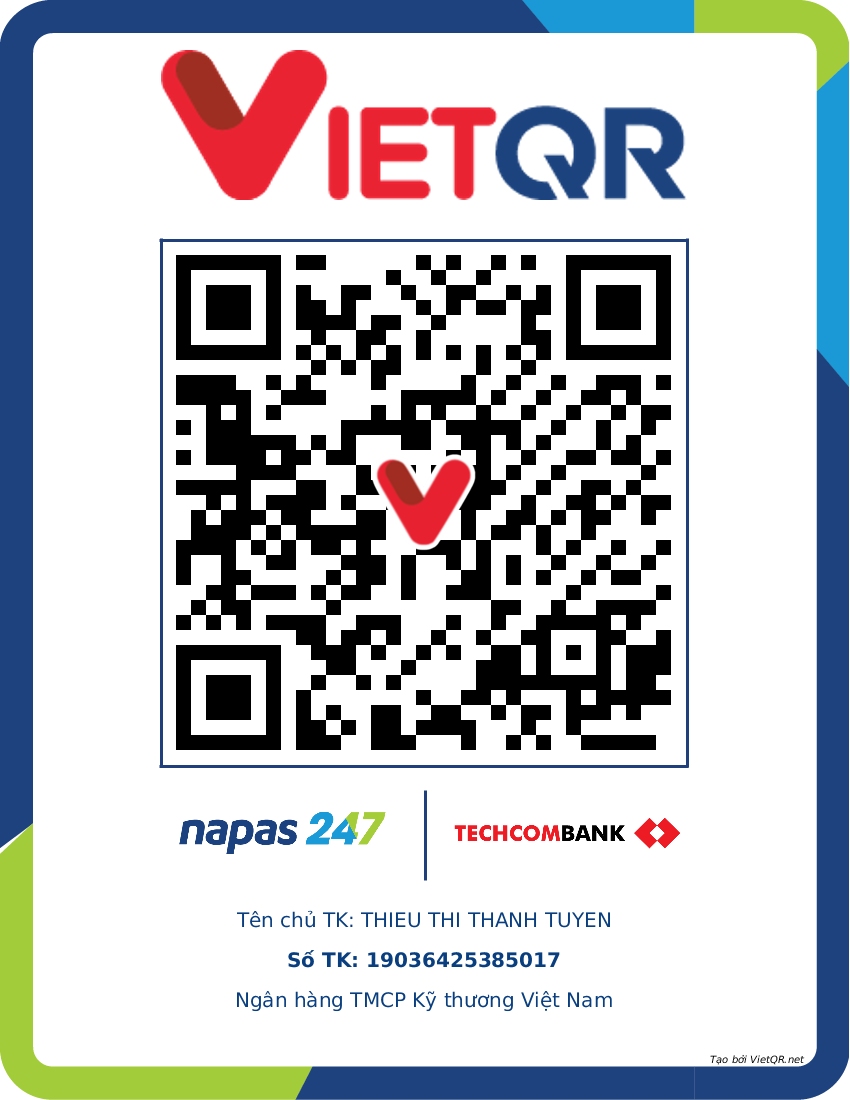 VIETQR
napas 247
TECHCOMBANK
Tên chủ TK: THIEU THI THANH TUYEN
Số TK: 19036425385017
Ngân hàng TMCP Kỹ thương Việt Nam
Tạo bởi VietQR.net